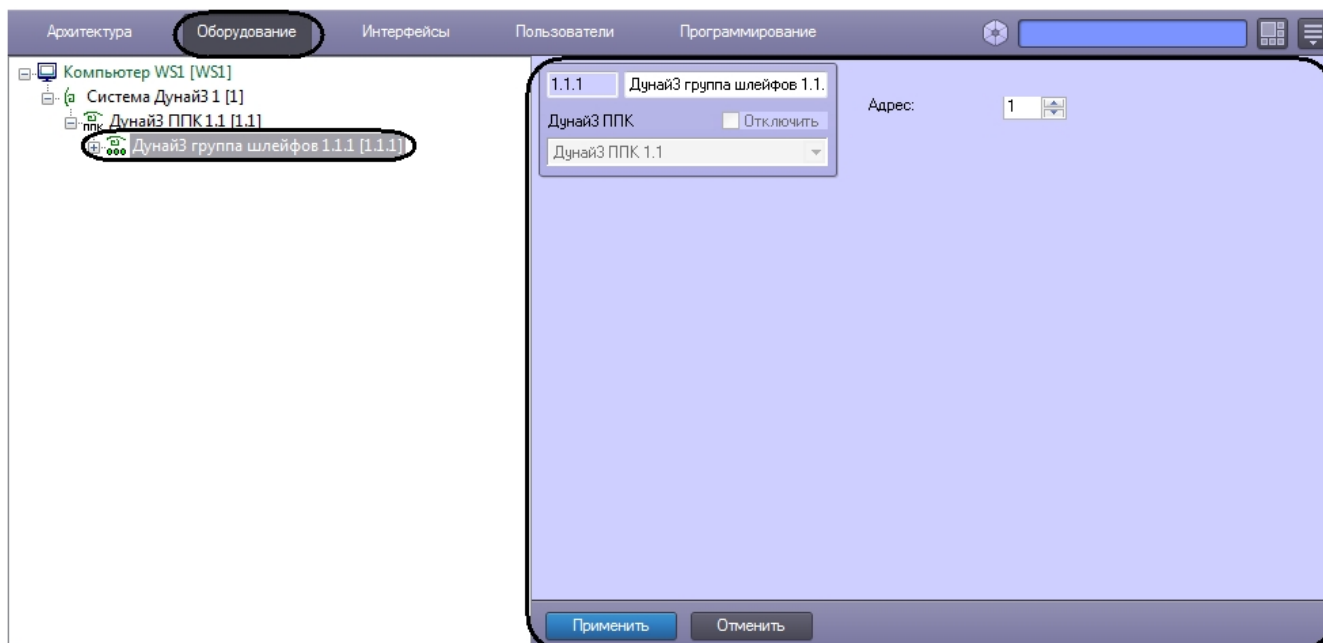 Архитектура Оборудование Интерфейсы Пользователи Программирование
Компьютер WS1 [WS1]
Система Дунай3 1 [1]
ппк Дунай3 ППК 1.1 [1.1]
Дунай3 группа шлейфов 1.1.1 [1.1.1]
1.1.1 Дунай3 группа шлейфов 1.1.
Адрес: 1
Дунай3 ППК Отключить
Дунай3 ППК 1.1
Применить Отменить